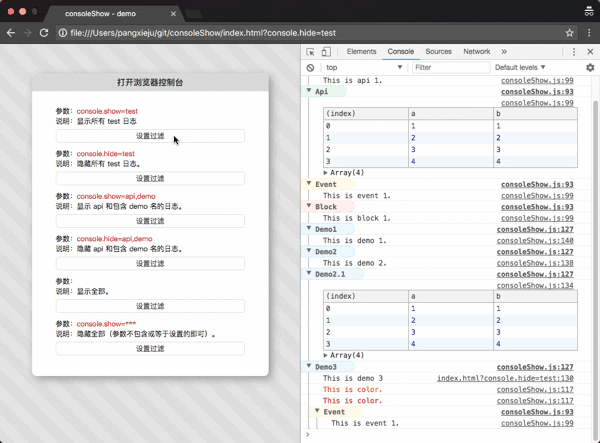 consoleShow - demo
file:///Users/pangxieju/git/consoleShow/index.html?console.hide=test
打开浏览器控制台
参数：console.show=test
说明：显示所有 test 日志
设置过滤
参数：console.hide=test
说明：隐藏所有 test 日志。
设置过滤
参数：console.show=api,demo
说明：显示 api 和包含 demo 名的日志。
设置过滤
参数：console.hide=api,demo
说明：隐藏 api 和包含 demo 名的日志。
设置过滤
参数：
说明：显示全部。
设置过滤
参数：console.show=***
说明：隐藏全部（参数不包含或等于设置的即可）。
设置过滤
Elements Console Sources Network »
top Filter Default levels
This is api 1. consoleShow.js:99
Api consoleShow.js:93
consoleShow.js:99
(index) a b
0 1 1
1 2 2
2 3 3
3 4 4
Array(4)
Event consoleShow.js:93
This is event 1. consoleShow.js:99
Block consoleShow.js:93
This is block 1. consoleShow.js:99
Demo1 consoleShow.js:127
This is demo 1. consoleShow.js:140
Demo2 consoleShow.js:127
This is demo 2. consoleShow.js:138
Demo2.1 consoleShow.js:127
consoleShow.js:134
(index) a b
0 1 1
1 2 2
2 3 3
3 4 4
Array(4)
Demo3 consoleShow.js:127
This is demo 3 index.html?console.hide=test:130
This is color. consoleShow.js:117
This is color. consoleShow.js:117
Event consoleShow.js:93
This is event 1. consoleShow.js:99